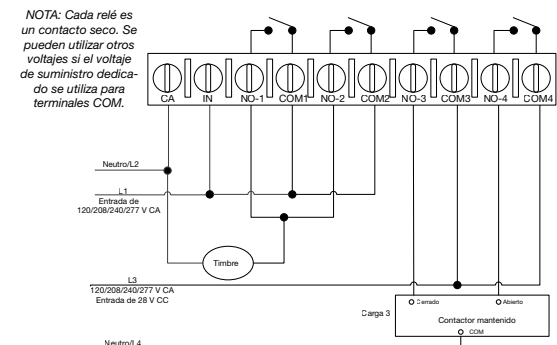 NOTA: Cada relé es
un contacto seco. Se
pueden utilizar otros
voltajes si el voltaje
de suministro dedica-
do se utiliza para
terminales COM.
CA IN NO-1 COM1 NO-2 COM2 NO-3 COM3 NO-4 COM4
Neutro/L2
L1
Entrada de
120/208/240/277 V CA
Timbre
L3
120/208/240/277 V CA
Entrada de 28 V CC
Carga 3
Cerrado Abierto
Contactor mantenido
COM
Neutro/L4